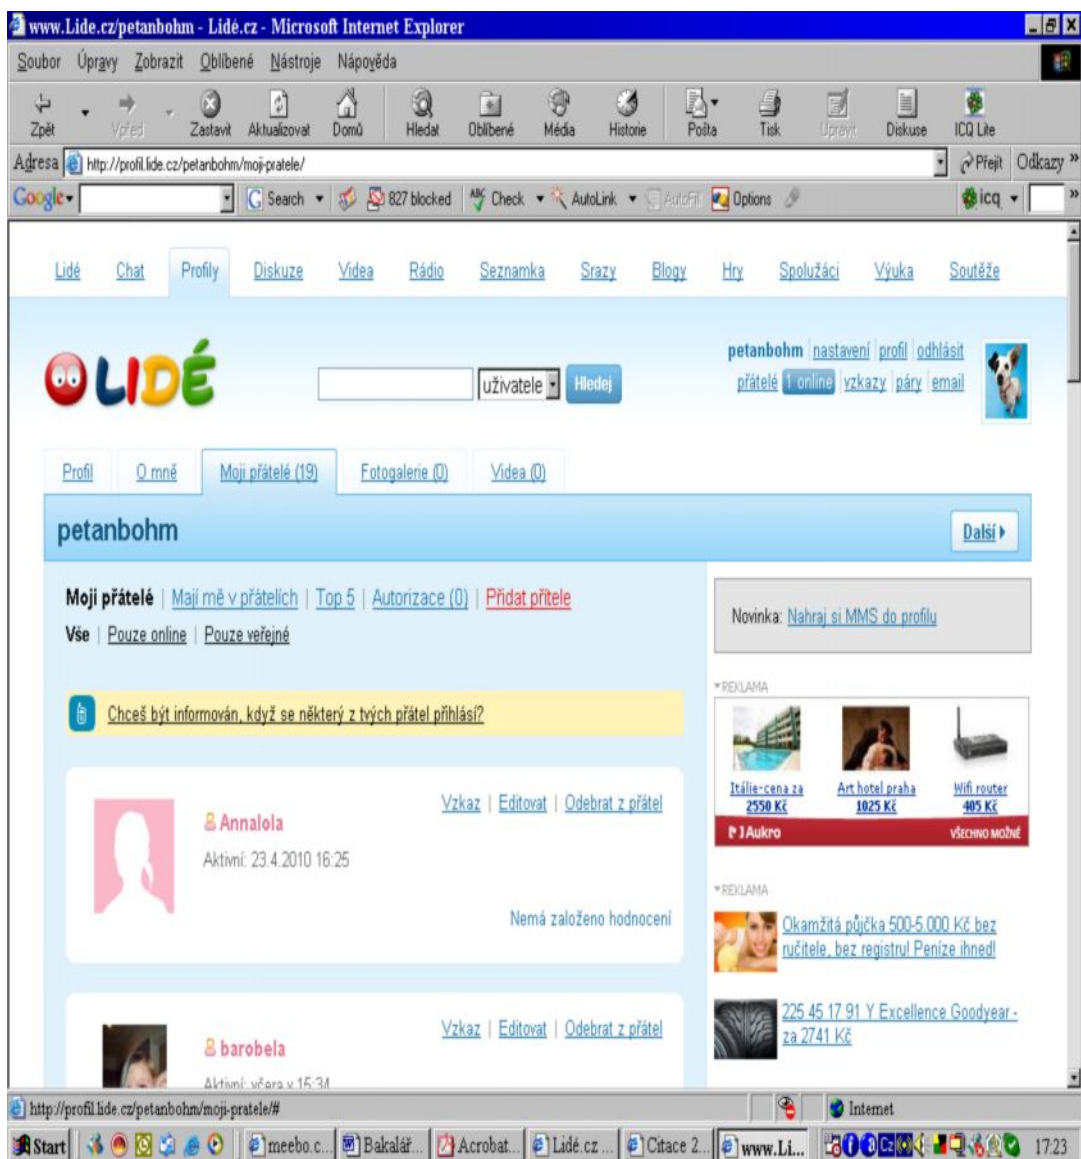 www.Lide.cz/petanbohm - Lidé.cz - Microsoft Internet Explorer
Soubor Úpravy Zobrazit Oblíbené Nástroje Nápověda
Zpět Vpřed Zastavit Aktualizovat Domů Hledat Oblíbené Média Historie Pošta Tisk Upravit Diskuse ICQ Lite
Adresa http://profil.lide.cz/petanbohm/moji-pratele/ Přejít Odkazy »
Google Search 827 blocked Check AutoLink AutoFill Options icq »
Lidé Chat Profily Diskuze Videa Rádio Seznamka Srazy Blogy Hry Spolužáci Výuka Soutěže
petanbohm nastavení profil odhlásit
LIDÉ uživatele Hledej přátelé 1 online vzkazy páry email
Profil O mně Moji přátelé (19) Fotogalerie (0) Videa (0)
petanbohm Další
Moji přátelé | Mají mě v přátelích | Top 5 | Autorizace (0) | Přidat přítele
Vše | Pouze online | Pouze veřejné
Novinka: Nahraj si MMS do profilu
Chceš být informován, když se některý z tvých přátel přihlásí?
Vzkaz | Editovat | Odebrat z přátel
Annalola
Aktivní: 23.4.2010 16:25
Nemá založeno hodnocení
Vzkaz | Editovat | Odebrat z přátel
barobela
Aktivní: včera v 15:34
REKLAMA
Itálie-cena za Art hotel praha Wifi router
2550 Kč 1025 Kč 405 Kč
Aukro VŠECHNO MOŽNÉ
REKLAMA
Okamžitá půjčka 500-5.000 Kč bez
ručitele, bez registru! Peníze ihned!
225 45 17 91 Y Excellence Goodyear -
za 2741 Kč
http://profil.lide.cz/petanbohm/moji-pratele/# Internet
Start meebo.c... Bakalář... Acrobat... Lidé.cz ... Citace 2... www.Li... Cz 17:23